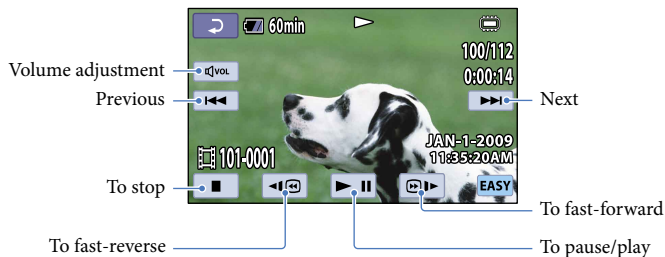 60min
100/112
Volume adjustment
VOL
0:00:14
Previous
Next
JAN-1-2009
101-0001
11:35:20AM
To stop
EASY
To fast-forward
To fast-reverse
To pause/play